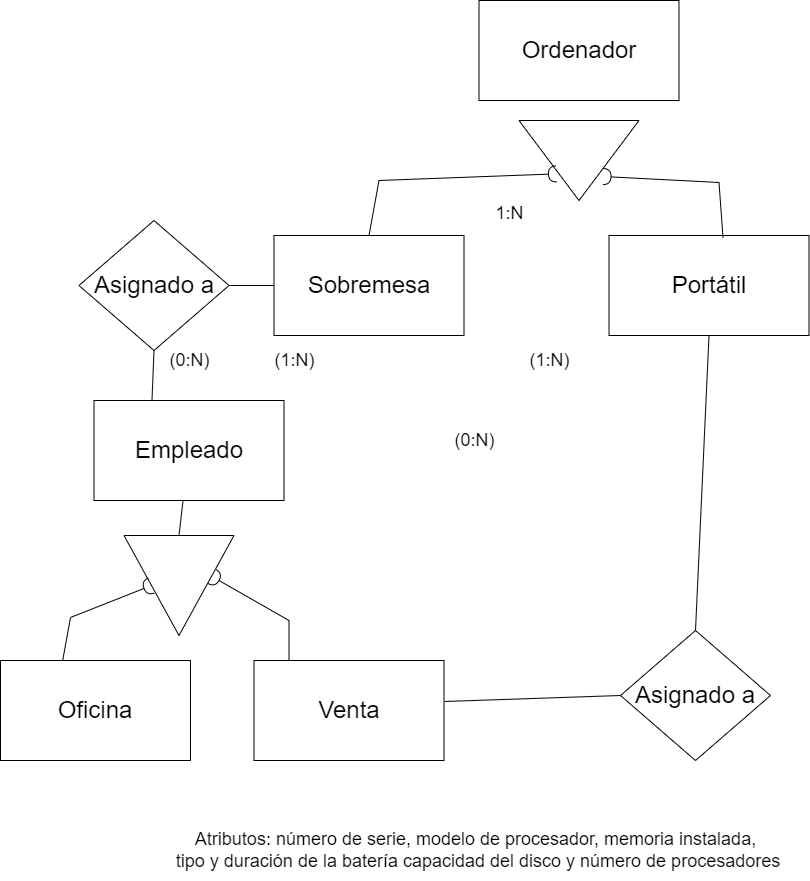 Ordenador
1:N
Asignado a
Sobremesa
Portátil
(0:N)
(1:N)
(1:N)
(0:N)
Empleado
Oficina
Venta
Asignado a
Atributos: número de serie, modelo de procesador, memoria instalada,
tipo y duración de la batería capacidad del disco y número de procesadores